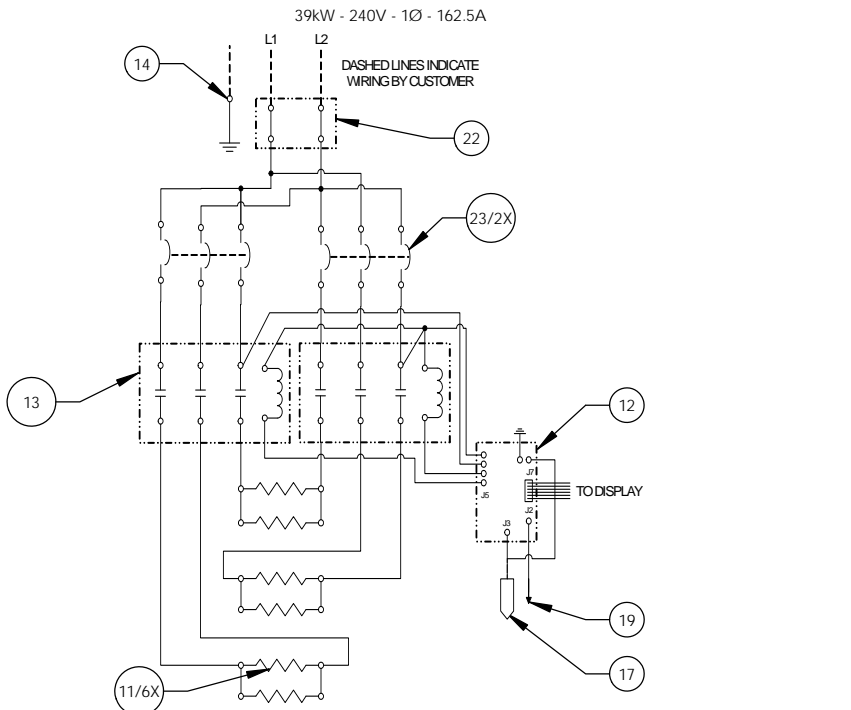 39kW - 240V - 1Ø - 162.5A
L1
L2
DASHED LINES INDICATE
WIRING BY CUSTOMER
14
22
23/2X
13
12
J7
J5
TO DISPLAY
J2
J3
19
17
11/6X